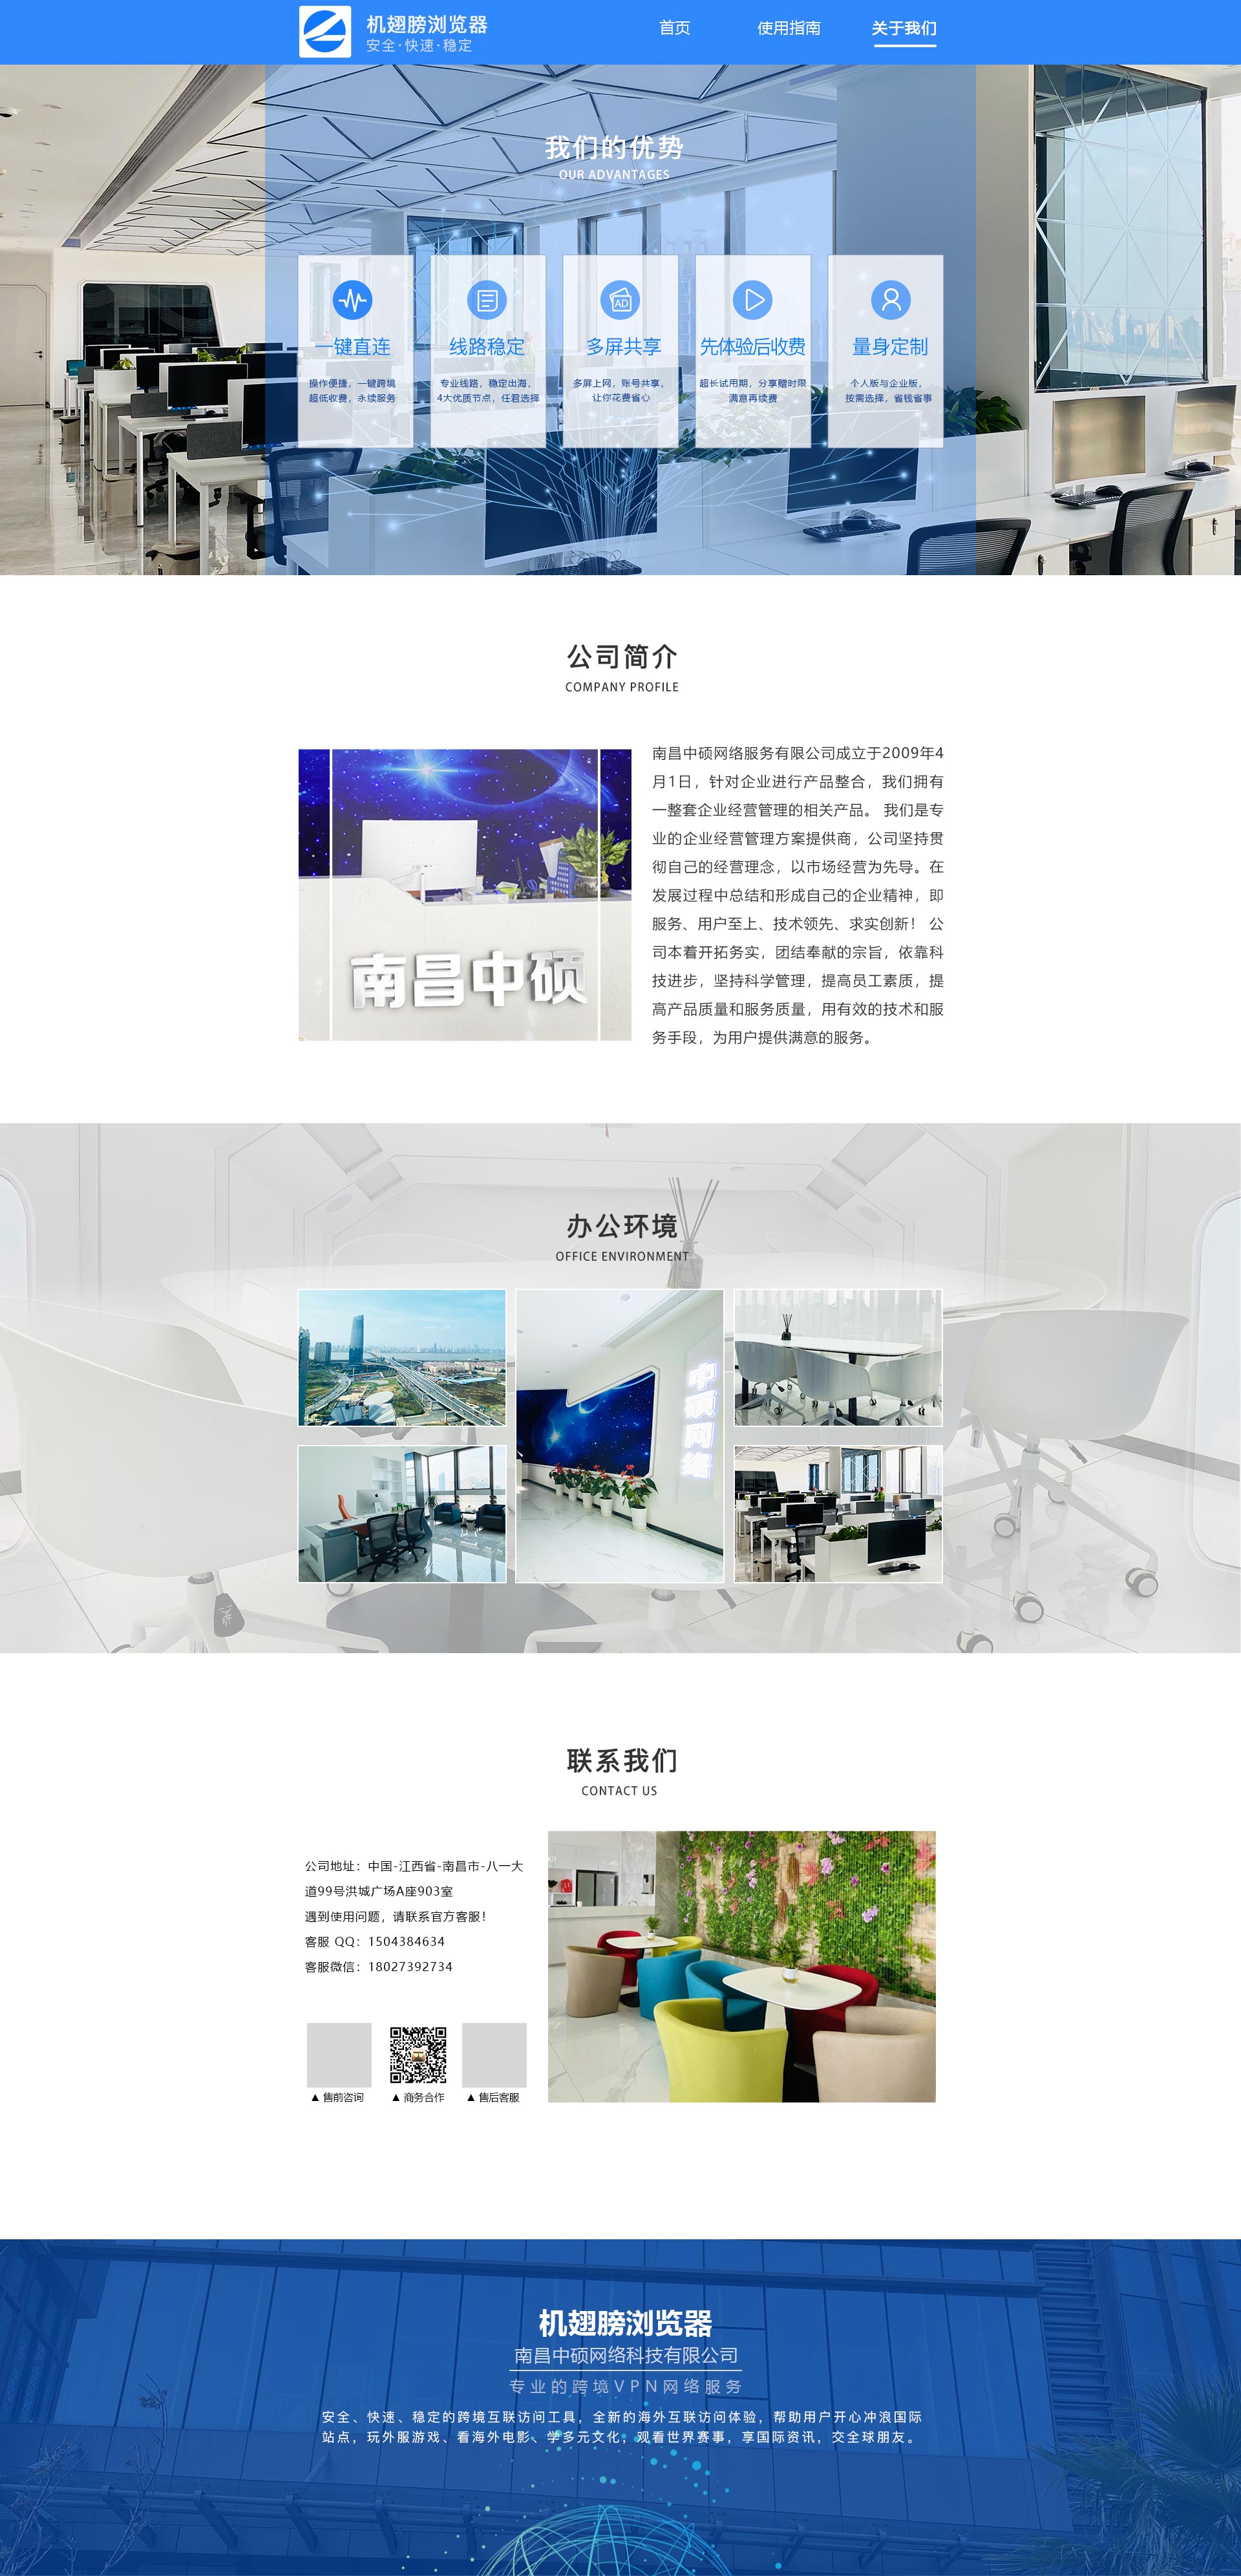 机翅膀浏览器
安全·快速·稳定
首页
使用指南
关于我们
我们的优势
OUR ADVANTAGES
一键直连
操作便捷，一键跨境
超低收费，永续服务
线路稳定
专业线路，稳定出海，
4大优质节点，任君选择
AD
多屏共享
多屏上网，账号共享，
让你花费省心
先体验后收费
超长试用期，分享赠时限
满意再续费
量身定制
个人版与企业版，
按需选择，省钱省事
公司简介
COMPANY PROFILE
南昌中硕
南昌中硕网络服务有限公司成立于2009年4
月1日，针对企业进行产品整合，我们拥有
一整套企业经营管理的相关产品。 我们是专
业的企业经营管理方案提供商，公司坚持贯
彻自己的经营理念，以市场经营为先导。在
发展过程中总结和形成自己的企业精神，即
服务、用户至上、技术领先、求实创新！ 公
司本着开拓务实，团结奉献的宗旨，依靠科
技进步，坚持科学管理，提高员工素质，提
高产品质量和服务质量，用有效的技术和服
务手段，为用户提供满意的服务。
办公环境
OFFICE ENVIRONMENT
联系我们
CONTACT US
公司地址：中国-江西省-南昌市-八一大
道99号洪城广场A座903室
遇到使用问题，请联系官方客服！
客服 QQ：1504384634
客服微信：18027392734
▲ 售前咨询
▲ 商务合作
▲ 售后客服
机翅膀浏览器
南昌中硕网络科技有限公司
专业的跨境VPN网络服务
安全、快速、稳定的跨境互联访问工具，全新的海外互联访问体验，帮助用户开心冲浪国际
站点，玩外服游戏、看海外电影、学多元文化，观看世界赛事，享国际资讯，交全球朋友。